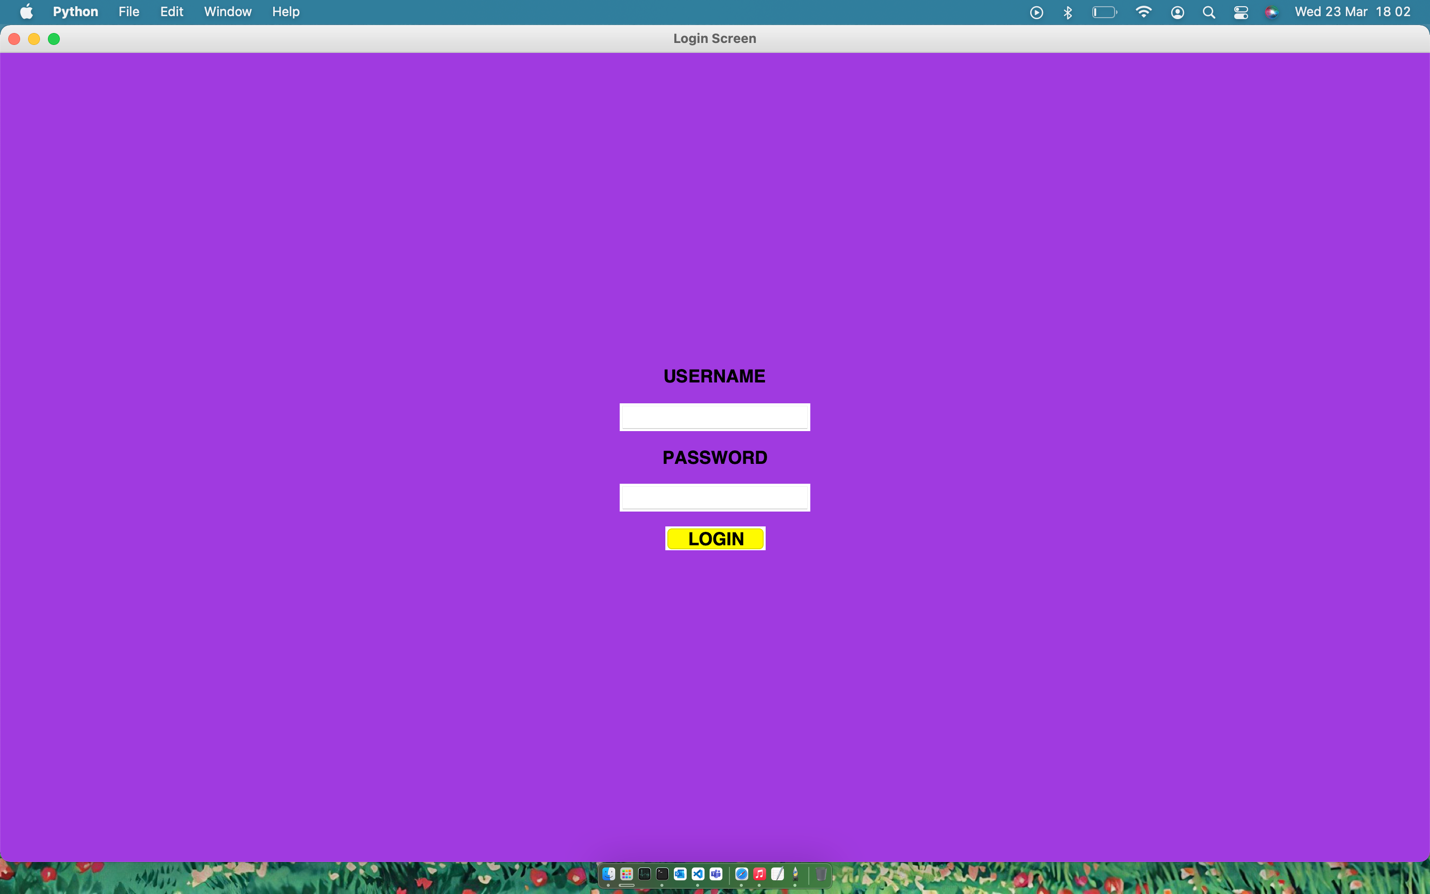 Python File Edit Window Help Wed 23 Mar 18 02
Login Screen
USERNAME
PASSWORD
LOGIN